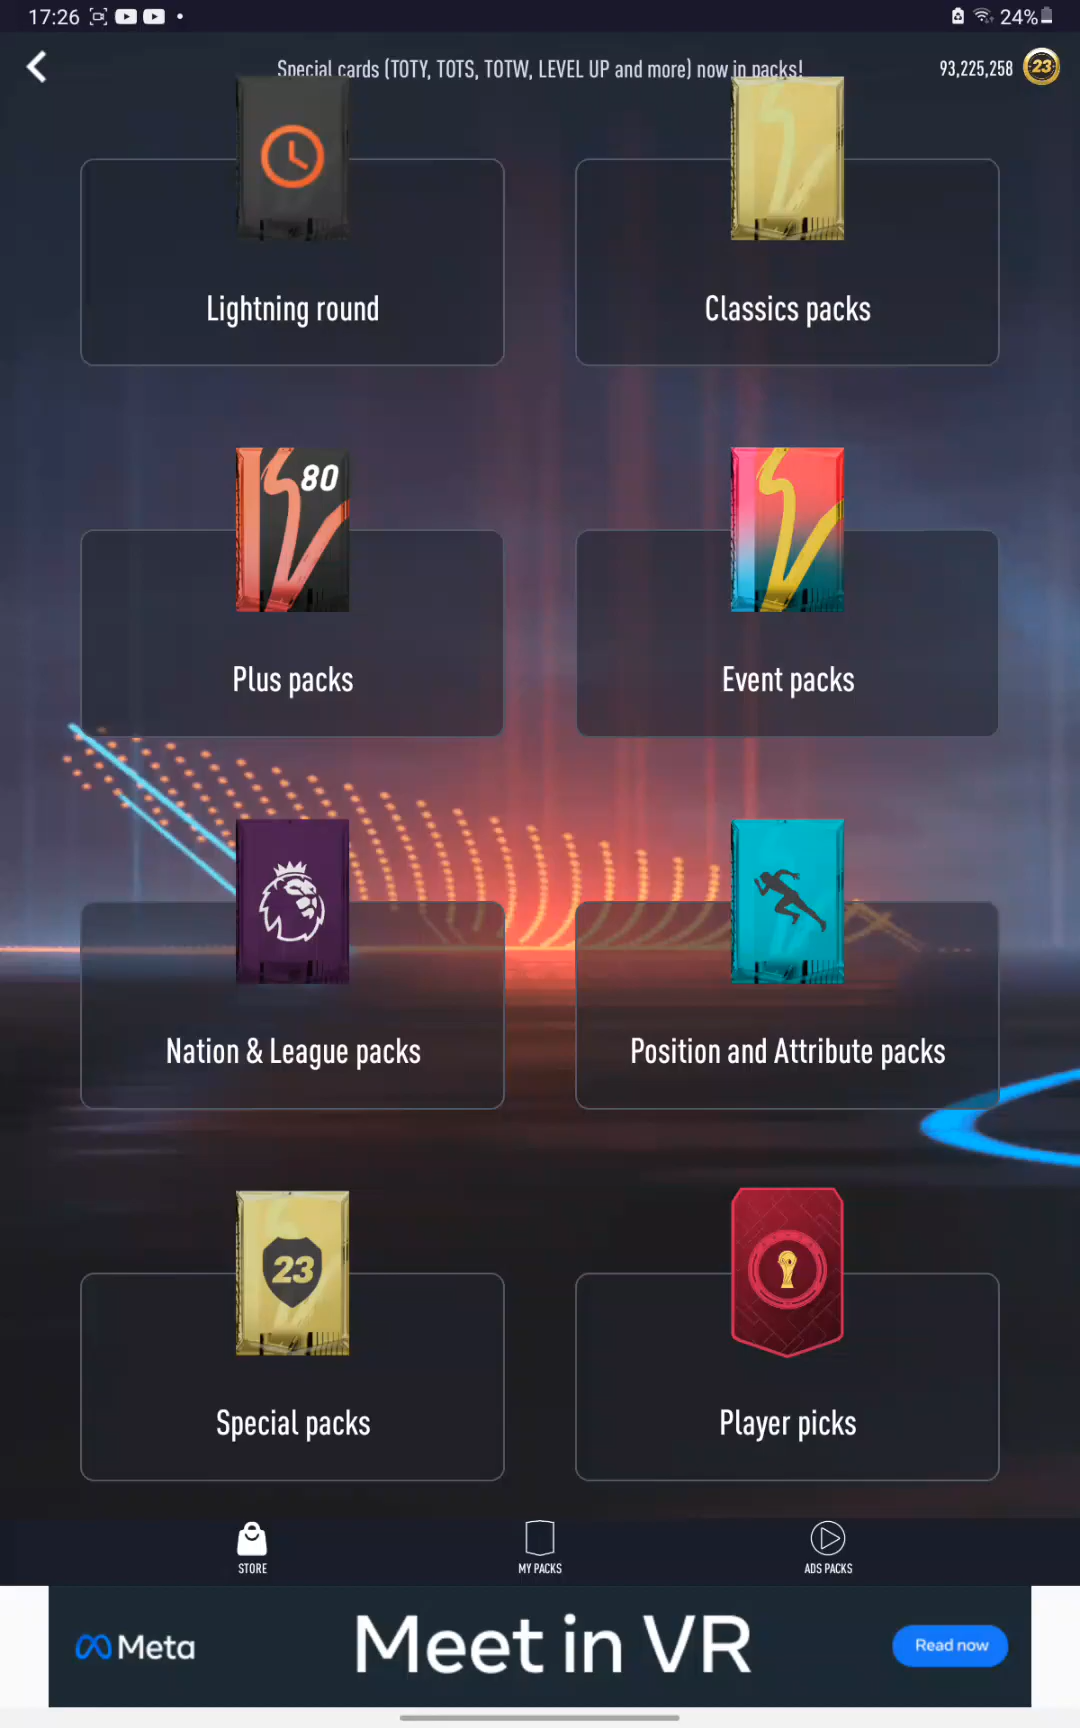 17:26
24%
Special cards (TOTY, TOTS, TOTW, LEVEL UP and more) now in packs!
93,225,258
23
Lightning round
Classics packs
80
Plus packs
Event packs
Nation & League packs
Position and Attribute packs
23
Special packs
Player picks
STORE
MY PACKS
ADS PACKS
Meta
Meet in VR
Read now